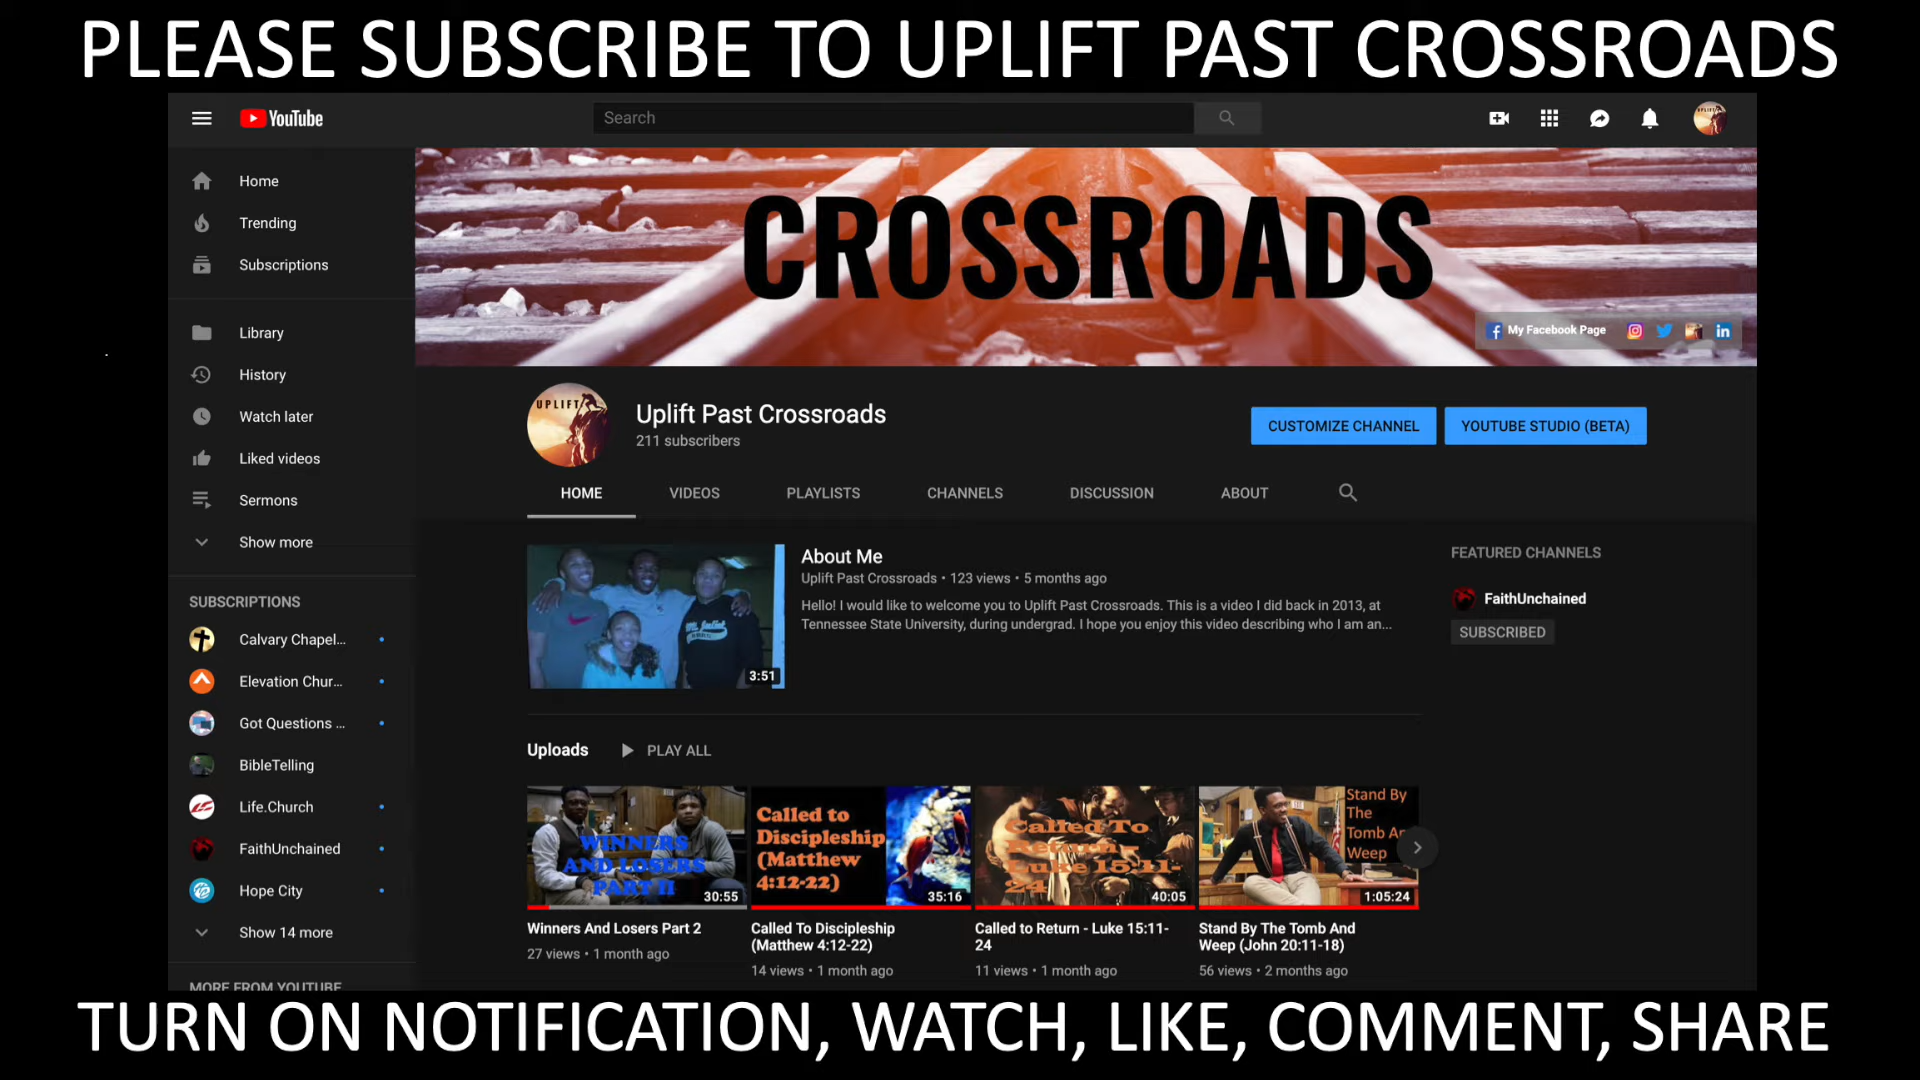 PLEASE SUBSCRIBE TO UPLIFT PAST CROSSROADS
YouTube
Search
Home
Trending
Subscriptions
Library
History
Watch later
Liked videos
Sermons
Show more
SUBSCRIPTIONS
Calvary Chapel...
Elevation Chur...
Got Questions ...
BibleTelling
Life.Church
FaithUnchained
Hope City
Show 14 more
MORE FROM YOUTUBE
CROSSROADS
My Facebook Page
UPLIFT
Uplift Past Crossroads
211 subscribers
CUSTOMIZE CHANNEL
YOUTUBE STUDIO (BETA)
HOME
VIDEOS
PLAYLISTS
CHANNELS
DISCUSSION
ABOUT
3:51
About Me
Uplift Past Crossroads • 123 views • 5 months ago
Hello! I would like to welcome you to Uplift Past Crossroads. This is a video I did back in 2013, at
Tennessee State University, during undergrad. I hope you enjoy this video describing who I am an...
FEATURED CHANNELS
FaithUnchained
SUBSCRIBED
Uploads
PLAY ALL
WINNERS
AND LOSERS
PART II
30:55
Winners And Losers Part 2
27 views • 1 month ago
Called to
Discipleship
(Matthew
4:12-22)
35:16
Called To Discipleship
(Matthew 4:12-22)
14 views • 1 month ago
Called To
Return -
Luke 15:11-
24
40:05
Called to Return - Luke 15:11-
24
11 views • 1 month ago
Stand By
The
Tomb An
Weep
1:05:24
Stand By The Tomb And
Weep (John 20:11-18)
56 views • 2 months ago
TURN ON NOTIFICATION, WATCH, LIKE, COMMENT, SHARE